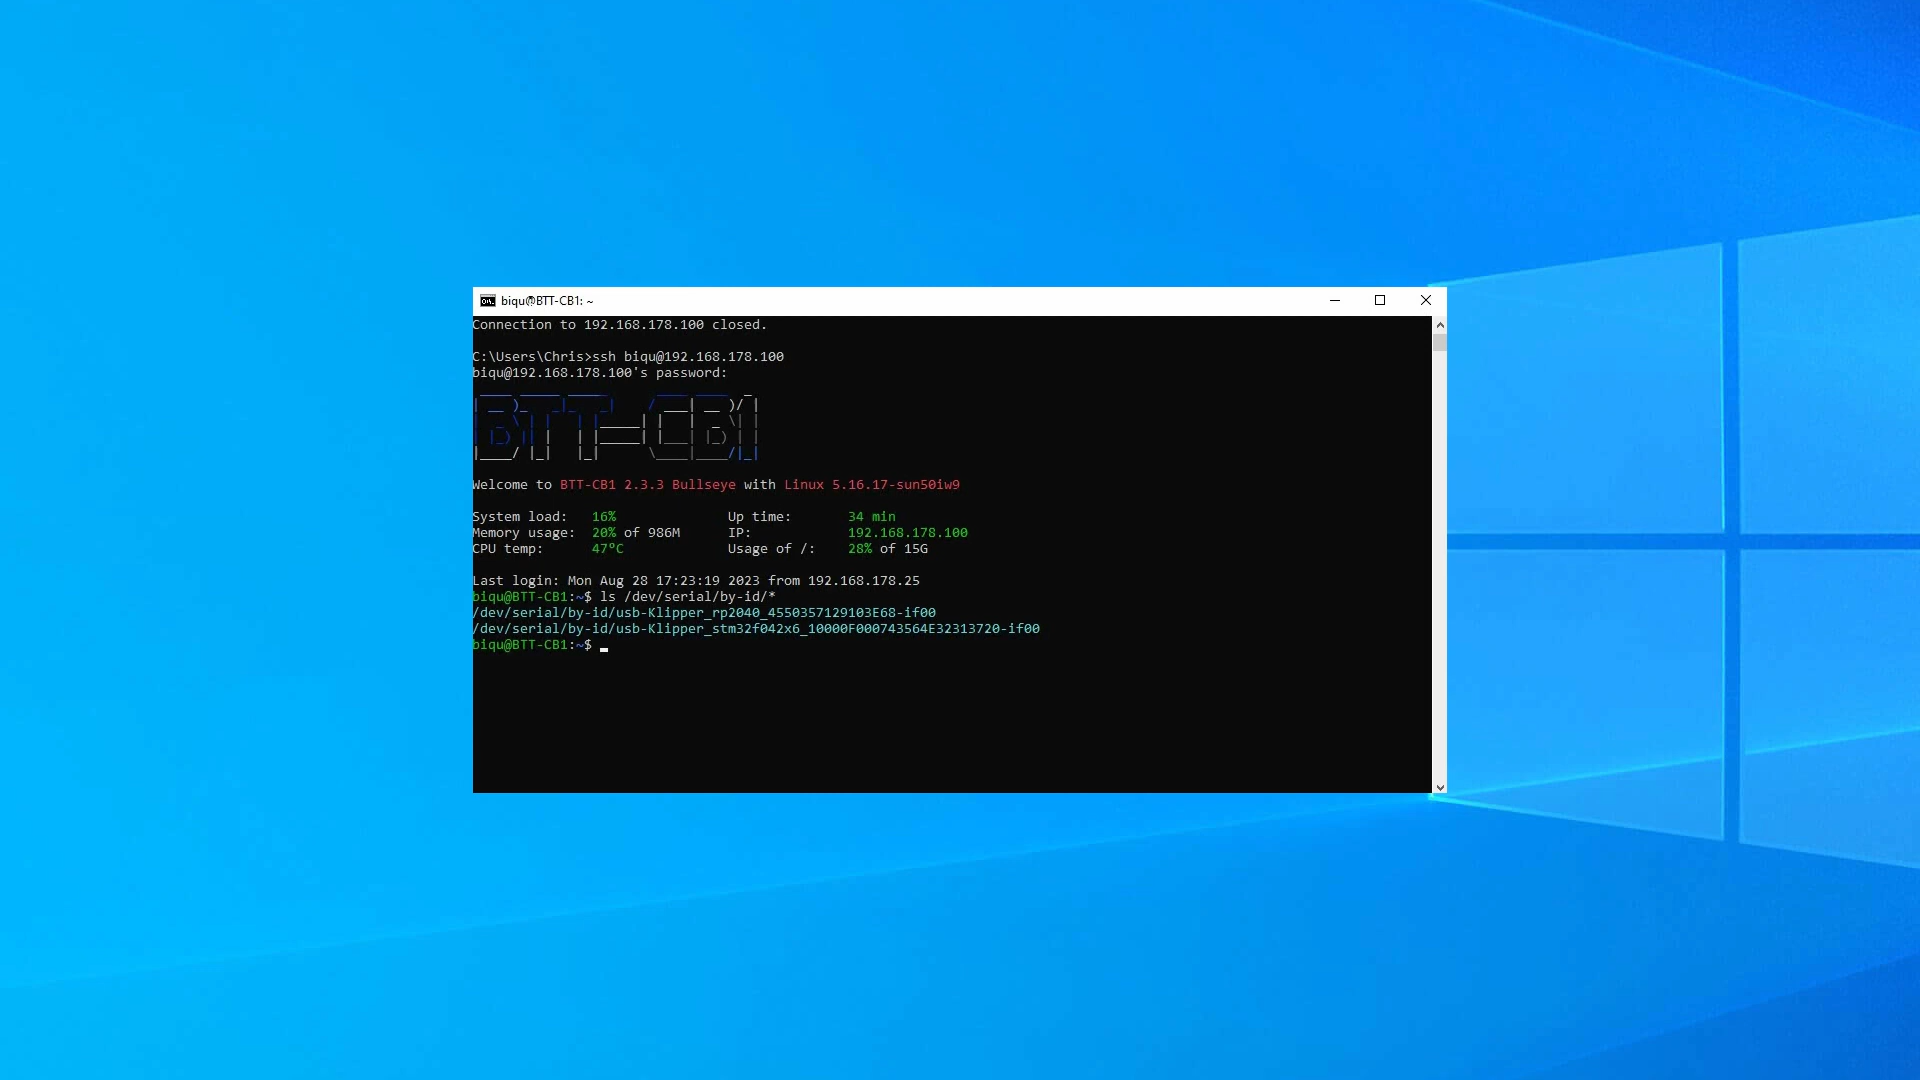 biqu@BTT-CB1: ~
Connection to 192.168.178.100 closed.
C:\Users\Chris>ssh biqu@192.168.178.100
biqu@192.168.178.100's password:
BTT-CB1
Welcome to BTT-CB1 2.3.3 Bullseye with Linux 5.16.17-sun50iw9
System load: 16% Up time: 34 min
Memory usage: 20% of 986M IP: 192.168.178.100
CPU temp: 47°C Usage of /: 28% of 15G
Last login: Mon Aug 28 17:23:19 2023 from 192.168.178.25
biqu@BTT-CB1:~$ ls /dev/serial/by-id/*
/dev/serial/by-id/usb-Klipper_rp2040_4550357129103E68-if00
/dev/serial/by-id/usb-Klipper_stm32f042x6_10000F000743564E32313720-if00
biqu@BTT-CB1:~$